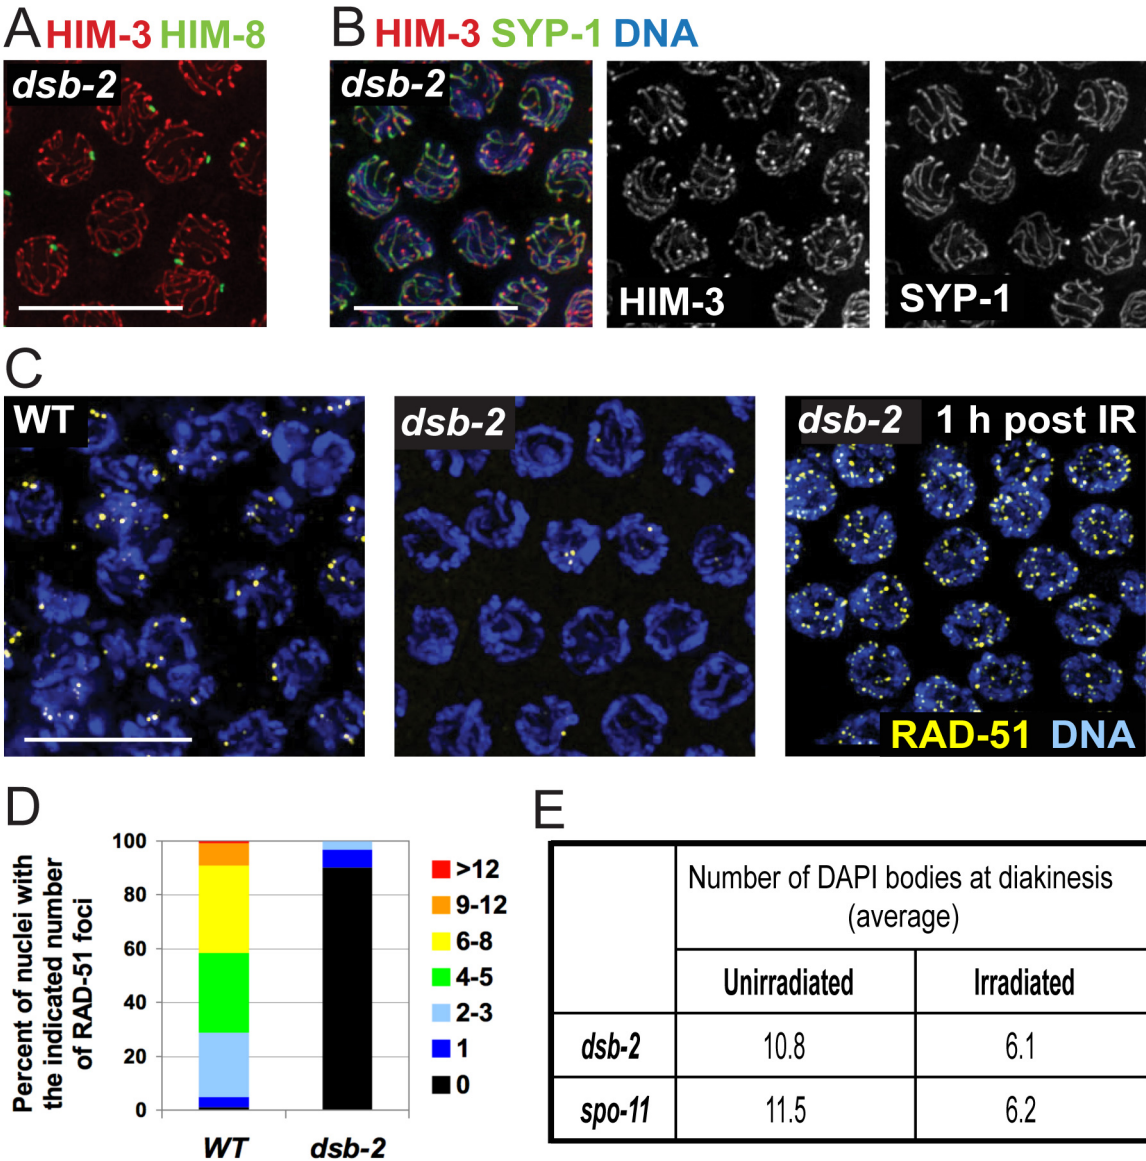 A HIM-3 HIM-8
dsb-2
B HIM-3 SYP-1 DNA
dsb-2
HIM-3
SYP-1
C
WT
dsb-2
dsb-2 1 h post IR
RAD-51 DNA
D
Percent of nuclei with
the indicated number
of RAD-51 foci
100
80
60
40
20
0
WT
dsb-2
>12
9-12
6-8
4-5
2-3
1
0
E
Number of DAPI bodies at diakinesis
(average)
Unirradiated Irradiated
dsb-2 10.8 6.1
spo-11 11.5 6.2